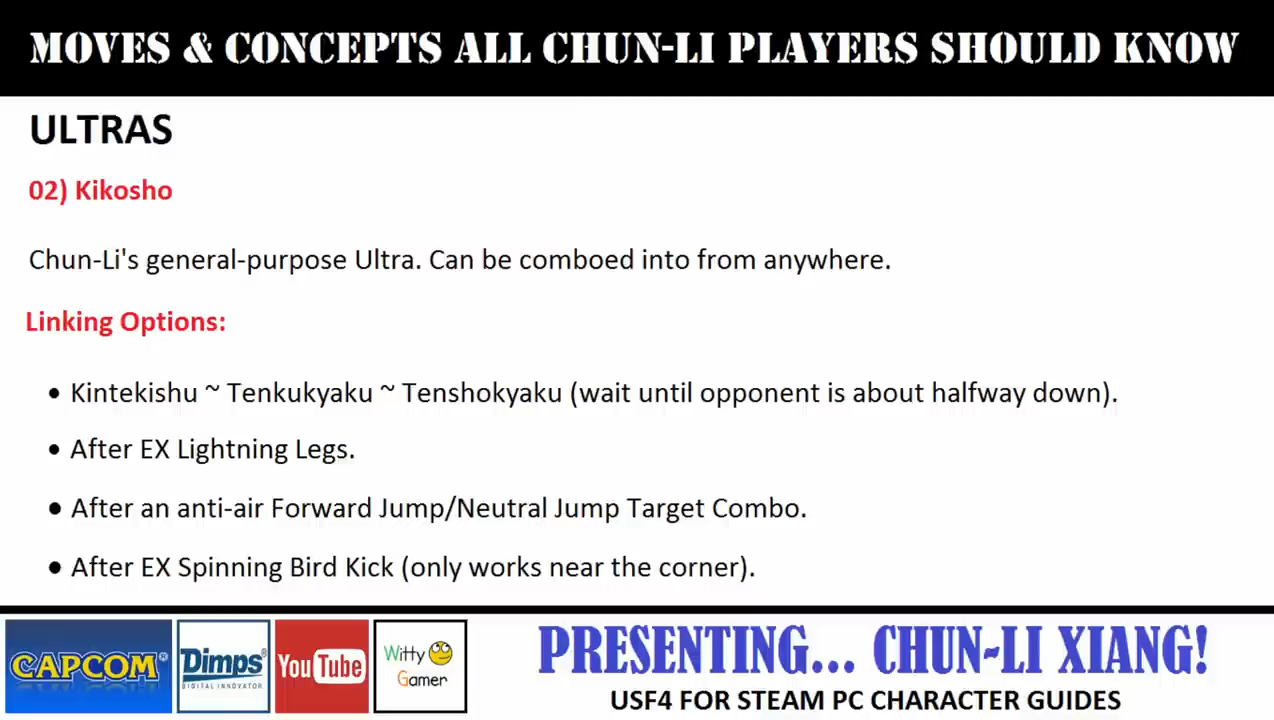 MOVES & CONCEPTS ALL CHUN-LI PLAYERS SHOULD KNOW
ULTRAS
02) Kikosho
Chun-Li's general-purpose Ultra. Can be comboed into from anywhere.
Linking Options:
• Kintekishu ~ Tenkukyaku ~ Tenshokyaku (wait until opponent is about halfway down).
• After EX Lightning Legs.
• After an anti-air Forward Jump/Neutral Jump Target Combo.
• After EX Spinning Bird Kick (only works near the corner).
CAPCOM®
Dimps®
DIGITAL INNOVATOR
YouTube
Witty
Gamer
PRESENTING... CHUN-LI XIANG!
USF4 FOR STEAM PC CHARACTER GUIDES